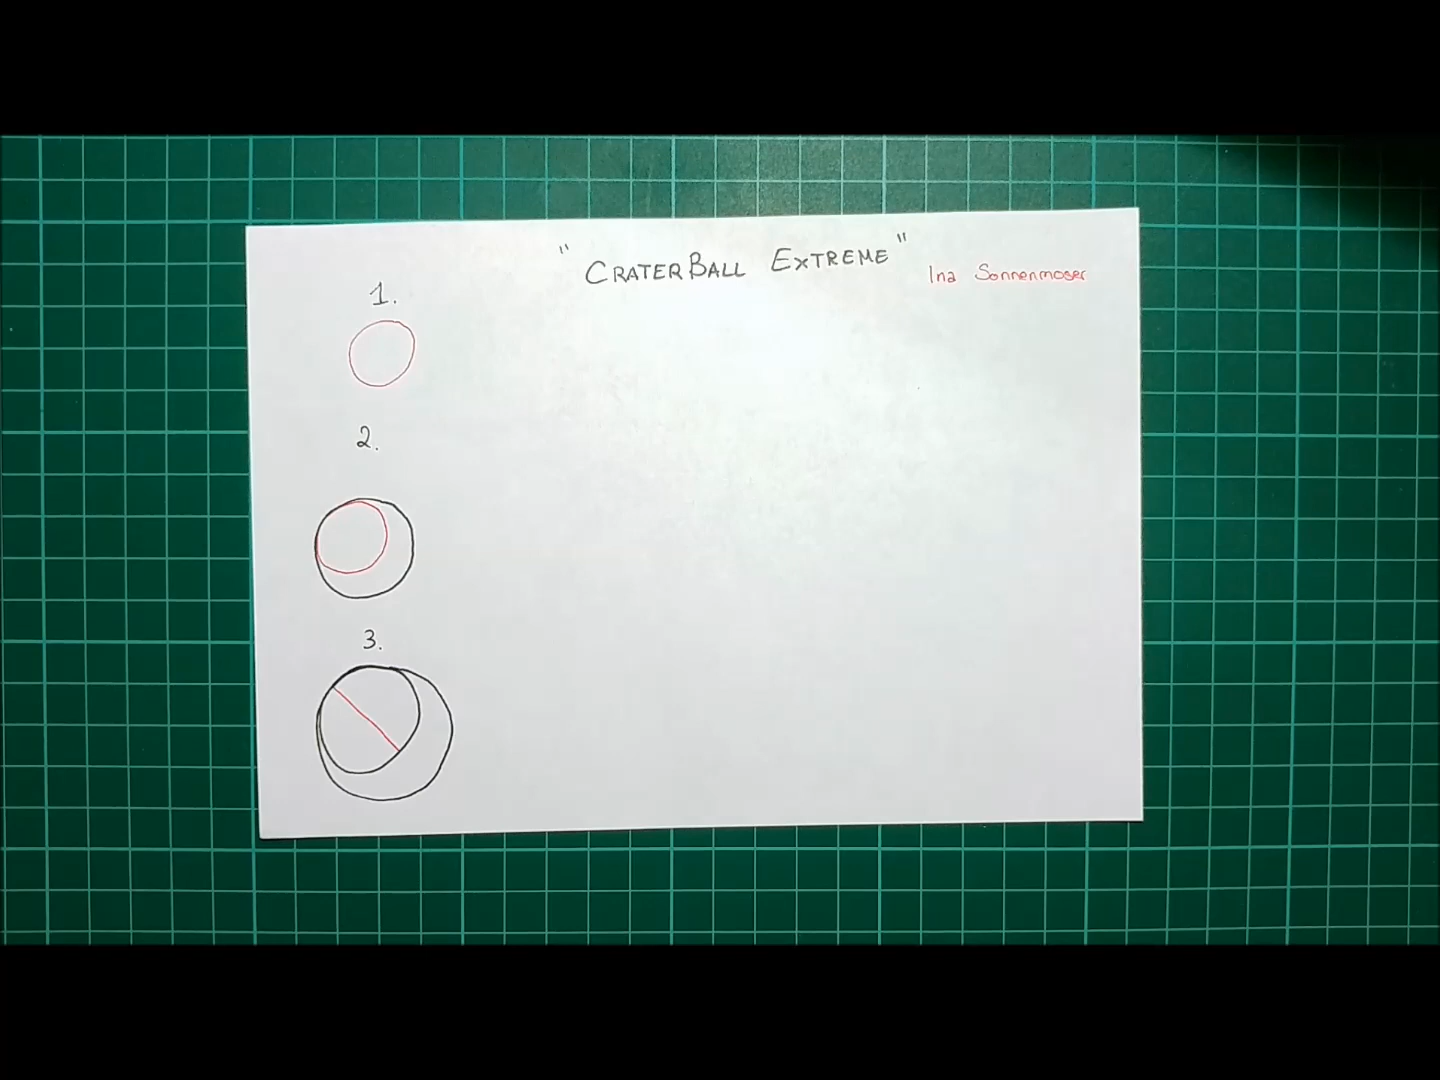 " CRATERBALL EXTREME "
Ina Sonnenmoser
1.
2.
3.